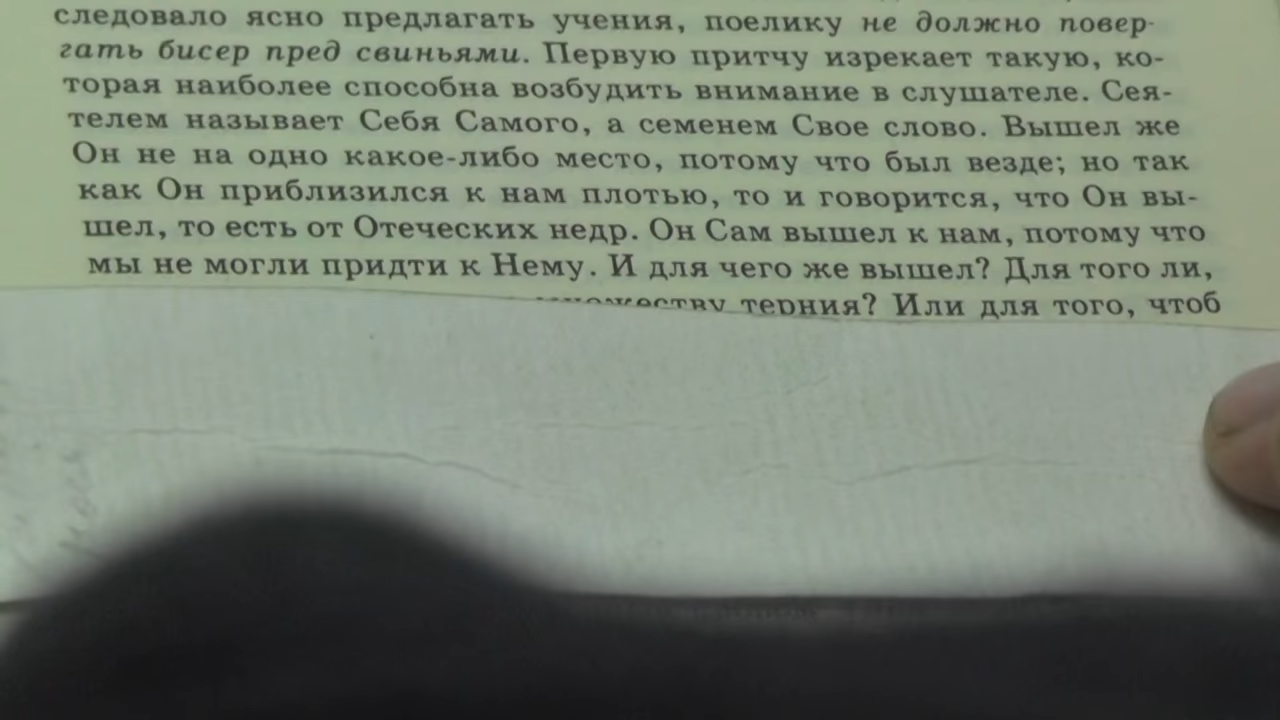 следовало ясно предлагать учения, поелику не должно повер-
гать бисер пред свиньями. Первую притчу изрекает такую, ко-
торая наиболее способна возбудить внимание в слушателе. Сея-
телем называет Себя Самого, а семенем Свое слово. Вышел же
Он не на одно какое-либо место, потому что был везде; но так
как Он приблизился к нам плотью, то и говорится, что Он вы-
шел, то есть от Отеческих недр. Он Сам вышел к нам, потому что
мы не могли придти к Нему. И для чего же вышел? Для того ли,
множеству терния? Или для того, чтоб